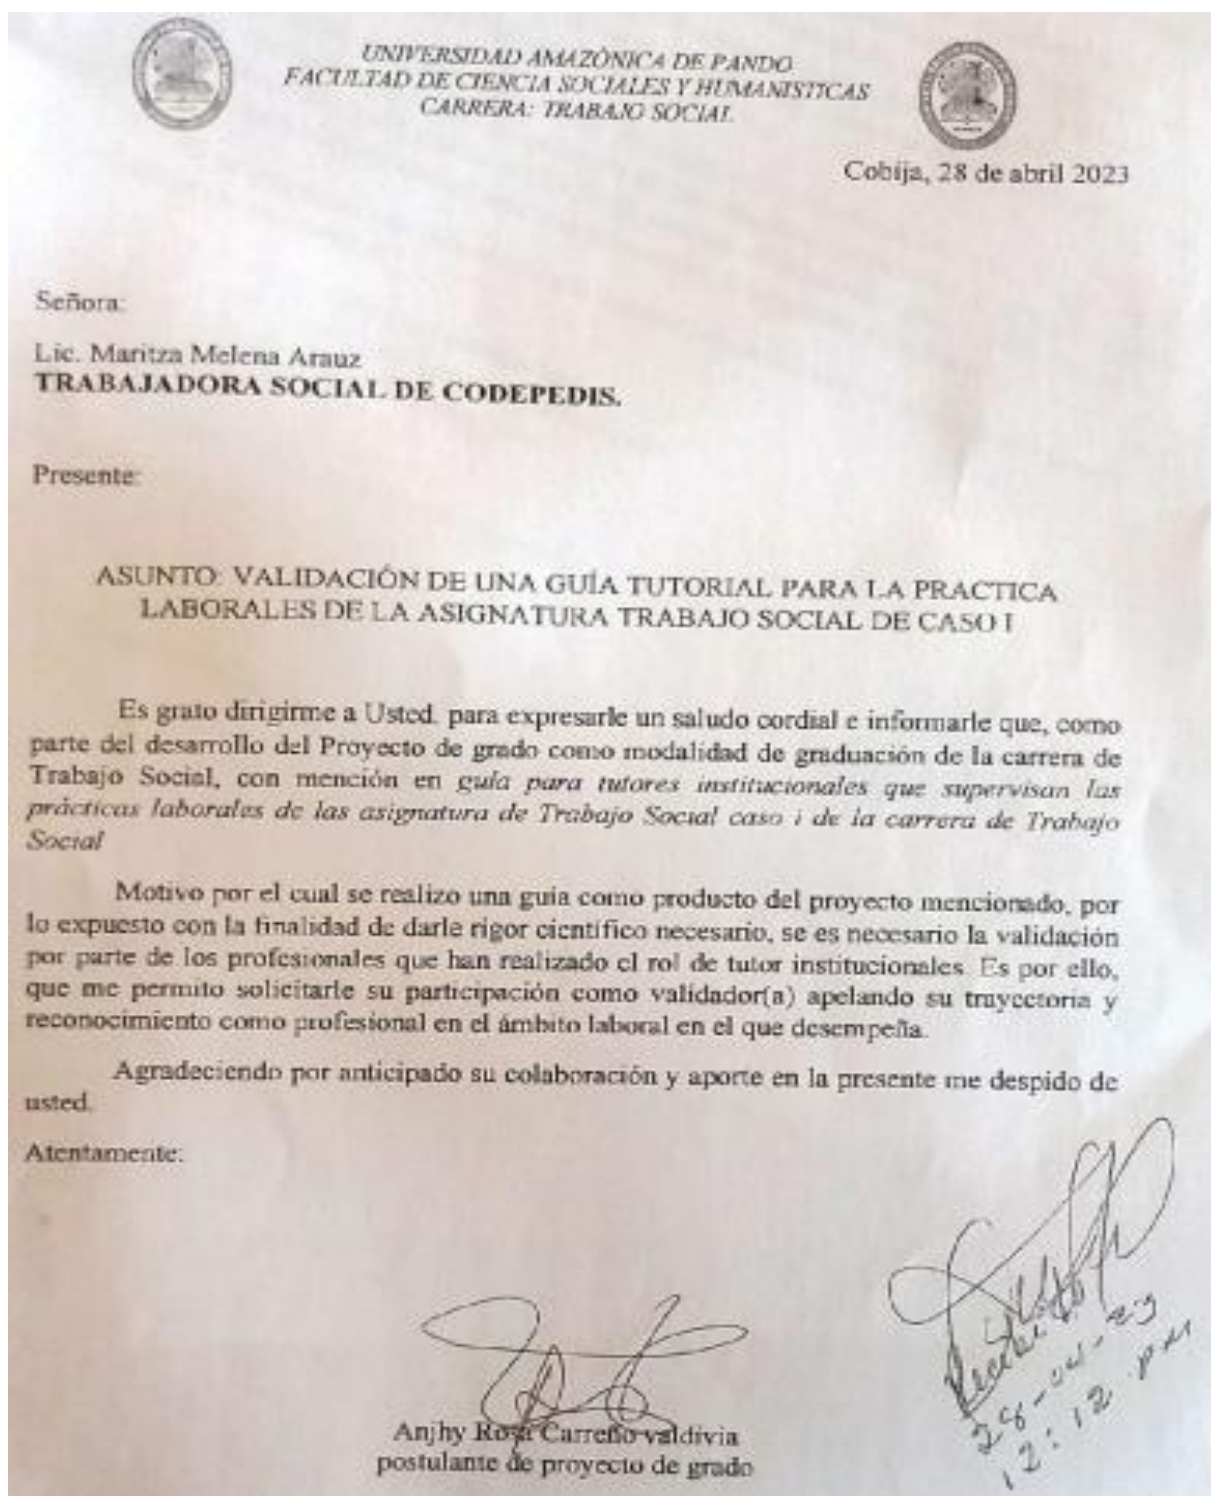 UNIVERSIDAD AMAZÓNICA DE PANDO
FACULTAD DE CIENCIA SOCIALES Y HUMANISTICAS
CARRERA: TRABAJO SOCIAL
Cobija, 28 de abril 2023
Señora:
Lic. Maritza Melena Arauz
TRABAJADORA SOCIAL DE CODEPEDIS.
Presente:
ASUNTO: VALIDACIÓN DE UNA GUÍA TUTORIAL PARA LA PRACTICA
LABORALES DE LA ASIGNATURA TRABAJO SOCIAL DE CASO I
Es grato dirigirme a Usted. para expresarle un saludo cordial e informarle que, como
parte del desarrollo del Proyecto de grado como modalidad de graduación de la carrera de
Trabajo Social, con mención en guía para tutores institucionales que supervisan las
prácticas laborales de las asignatura de Trabajo Social caso i de la carrera de Trabajo
Social
Motivo por el cual se realizo una guía como producto del proyecto mencionado, por
lo expuesto con la finalidad de darle rigor científico necesario, se es necesario la validación
por parte de los profesionales que han realizado el rol de tutor institucionales. Es por ello,
que me permito solicitarle su participación como validador(a) apelando su trayectoria y
reconocimiento como profesional en el ámbito laboral en el que desempeña.
Agradeciendo por anticipado su colaboración y aporte en la presente me despido de
usted.
Atentamente:
Anjhy Rosa Carreño valdivia
postulante de proyecto de grado
28-04-23
12:12 PM